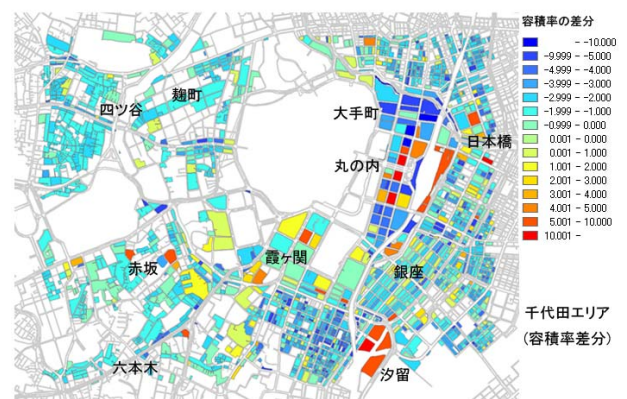 容積率の差分
- -10.000
-9.999 - -5.000
-4.999 - -4.000
-3.999 - -3.000
-2.999 - -2.000
-1.999 - -1.000
-0.999 - 0.000
0.001 - 0.000
0.001 - 1.000
1.001 - 2.000
2.001 - 3.000
3.001 - 4.000
4.001 - 5.000
5.001 - 10.000
10.001 -
麹町
四ツ谷
大手町
日本橋
丸の内
霞ヶ関
赤坂
銀座
六本木
汐留
千代田エリア
(容積率差分)